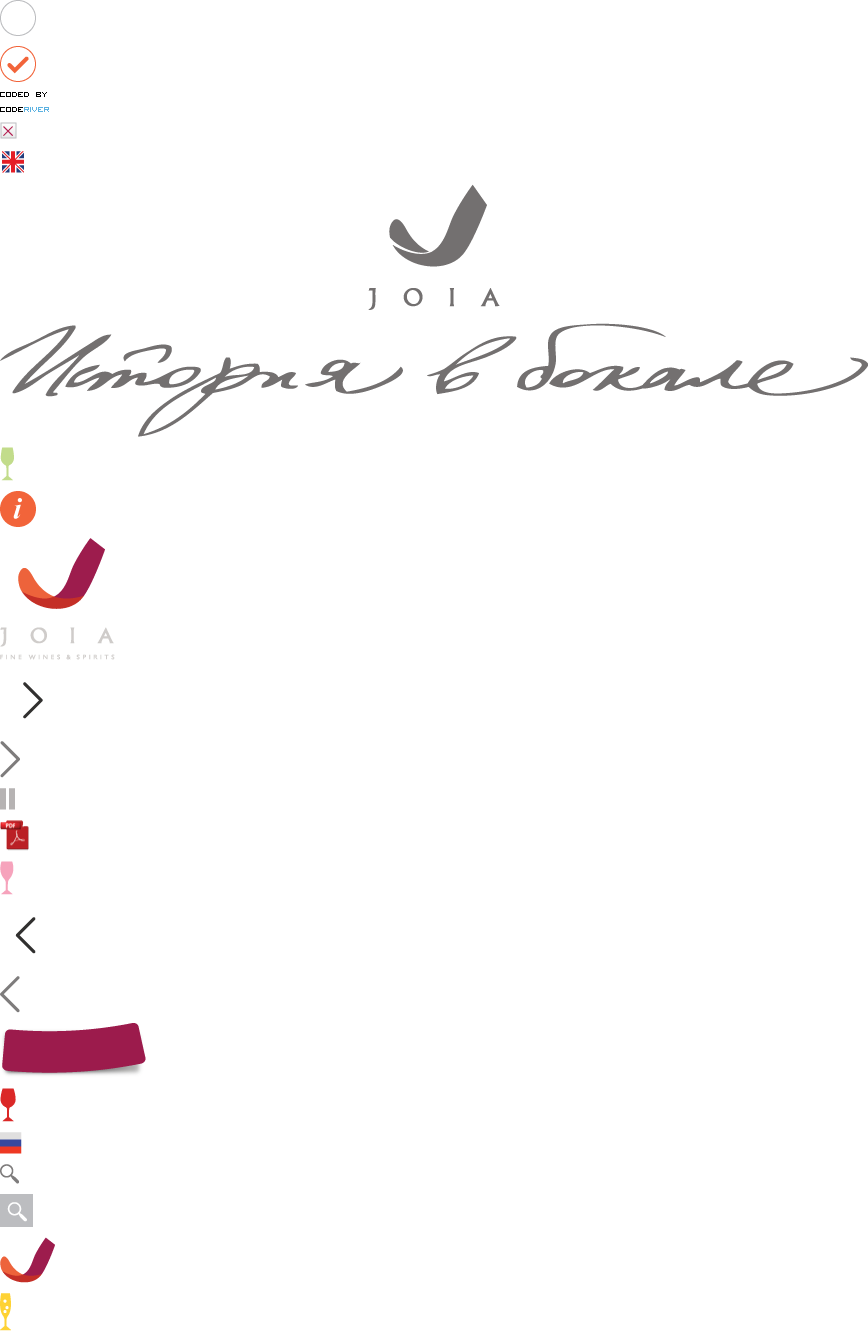 CODED BY
CODERIVER
JOIA
История в бокале
i
JOIA
FINE WINES & SPIRITS
PDF